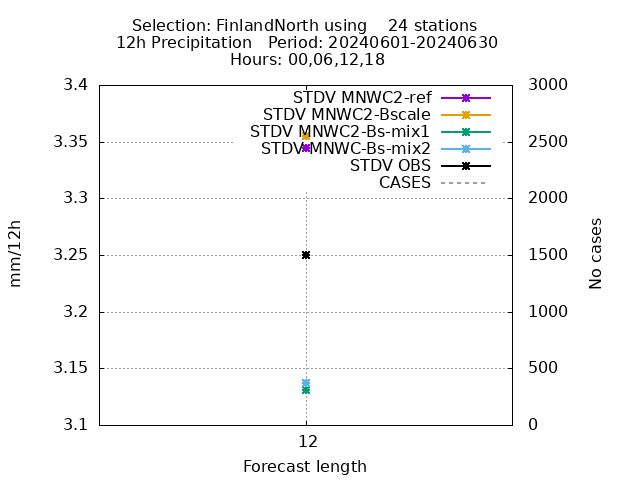 Selection: FinlandNorth using    24 stations
12h Precipitation   Period: 20240601-20240630
Hours: 00,06,12,18
3.4
3.35
3.3
3.25
3.2
3.15
3.1
mm/12h
STDV MNWC2-ref
STDV MNWC2-Bscale
STDV MNWC2-Bs-mix1
STDV MNWC-Bs-mix2
STDV OBS
CASES
3000
2500
2000
1500
1000
500
0
No cases
12
Forecast length